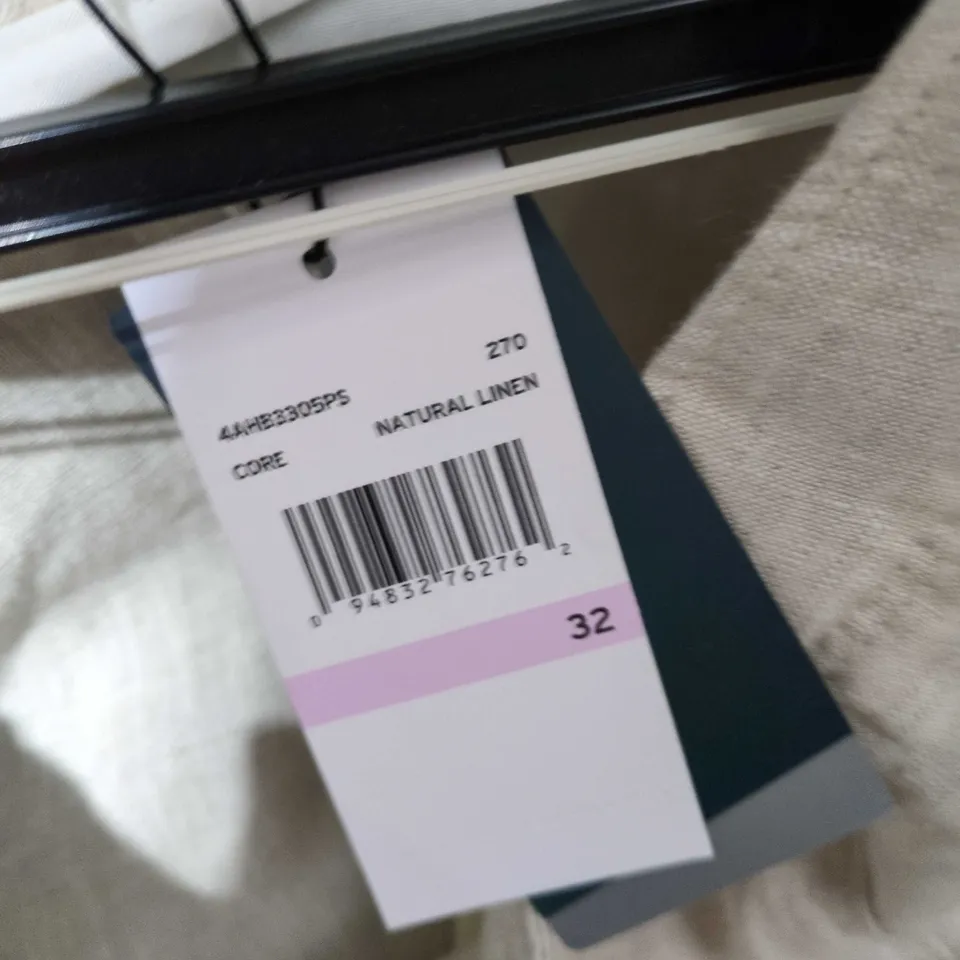 270
4AHB3305PS
NATURAL LINEN
CORE
0 94832 76276 2
32